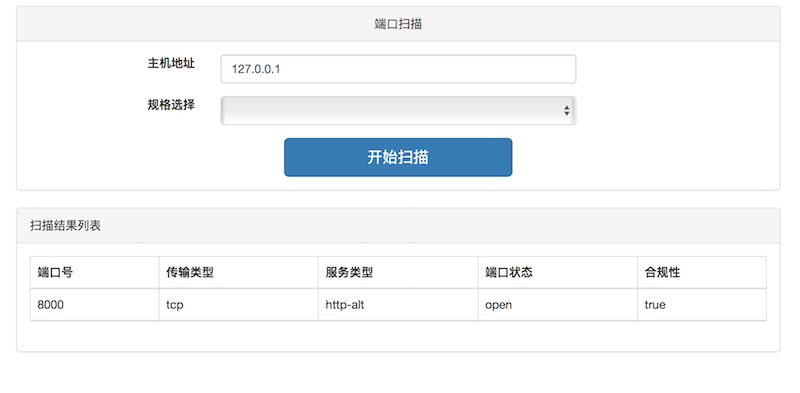 端口扫描
主机地址 127.0.0.1
规格选择
开始扫描
扫描结果列表
端口号 传输类型 服务类型 端口状态 合规性
8000 tcp http-alt open true